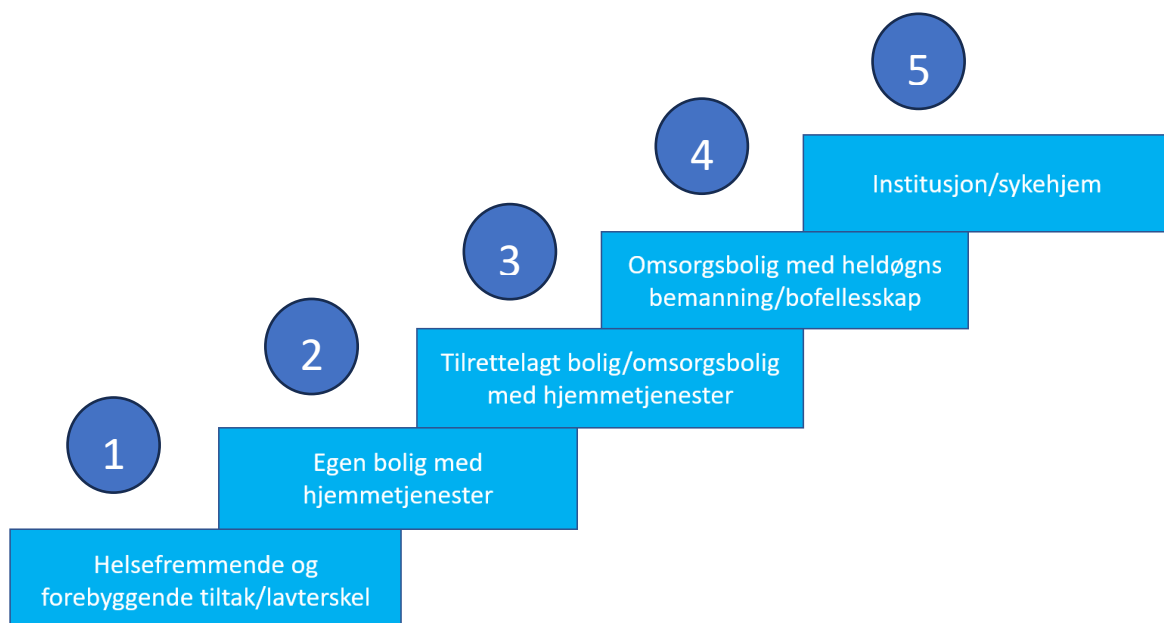 5
Institusjon/sykehjem
4
Omsorgsbolig med heldøgns
bemanning/bofellesskap
3
Tilrettelagt bolig/omsorgsbolig
med hjemmetjenester
2
Egen bolig med
hjemmetjenester
1
Helsefremmende og
forebyggende tiltak/lavterskel